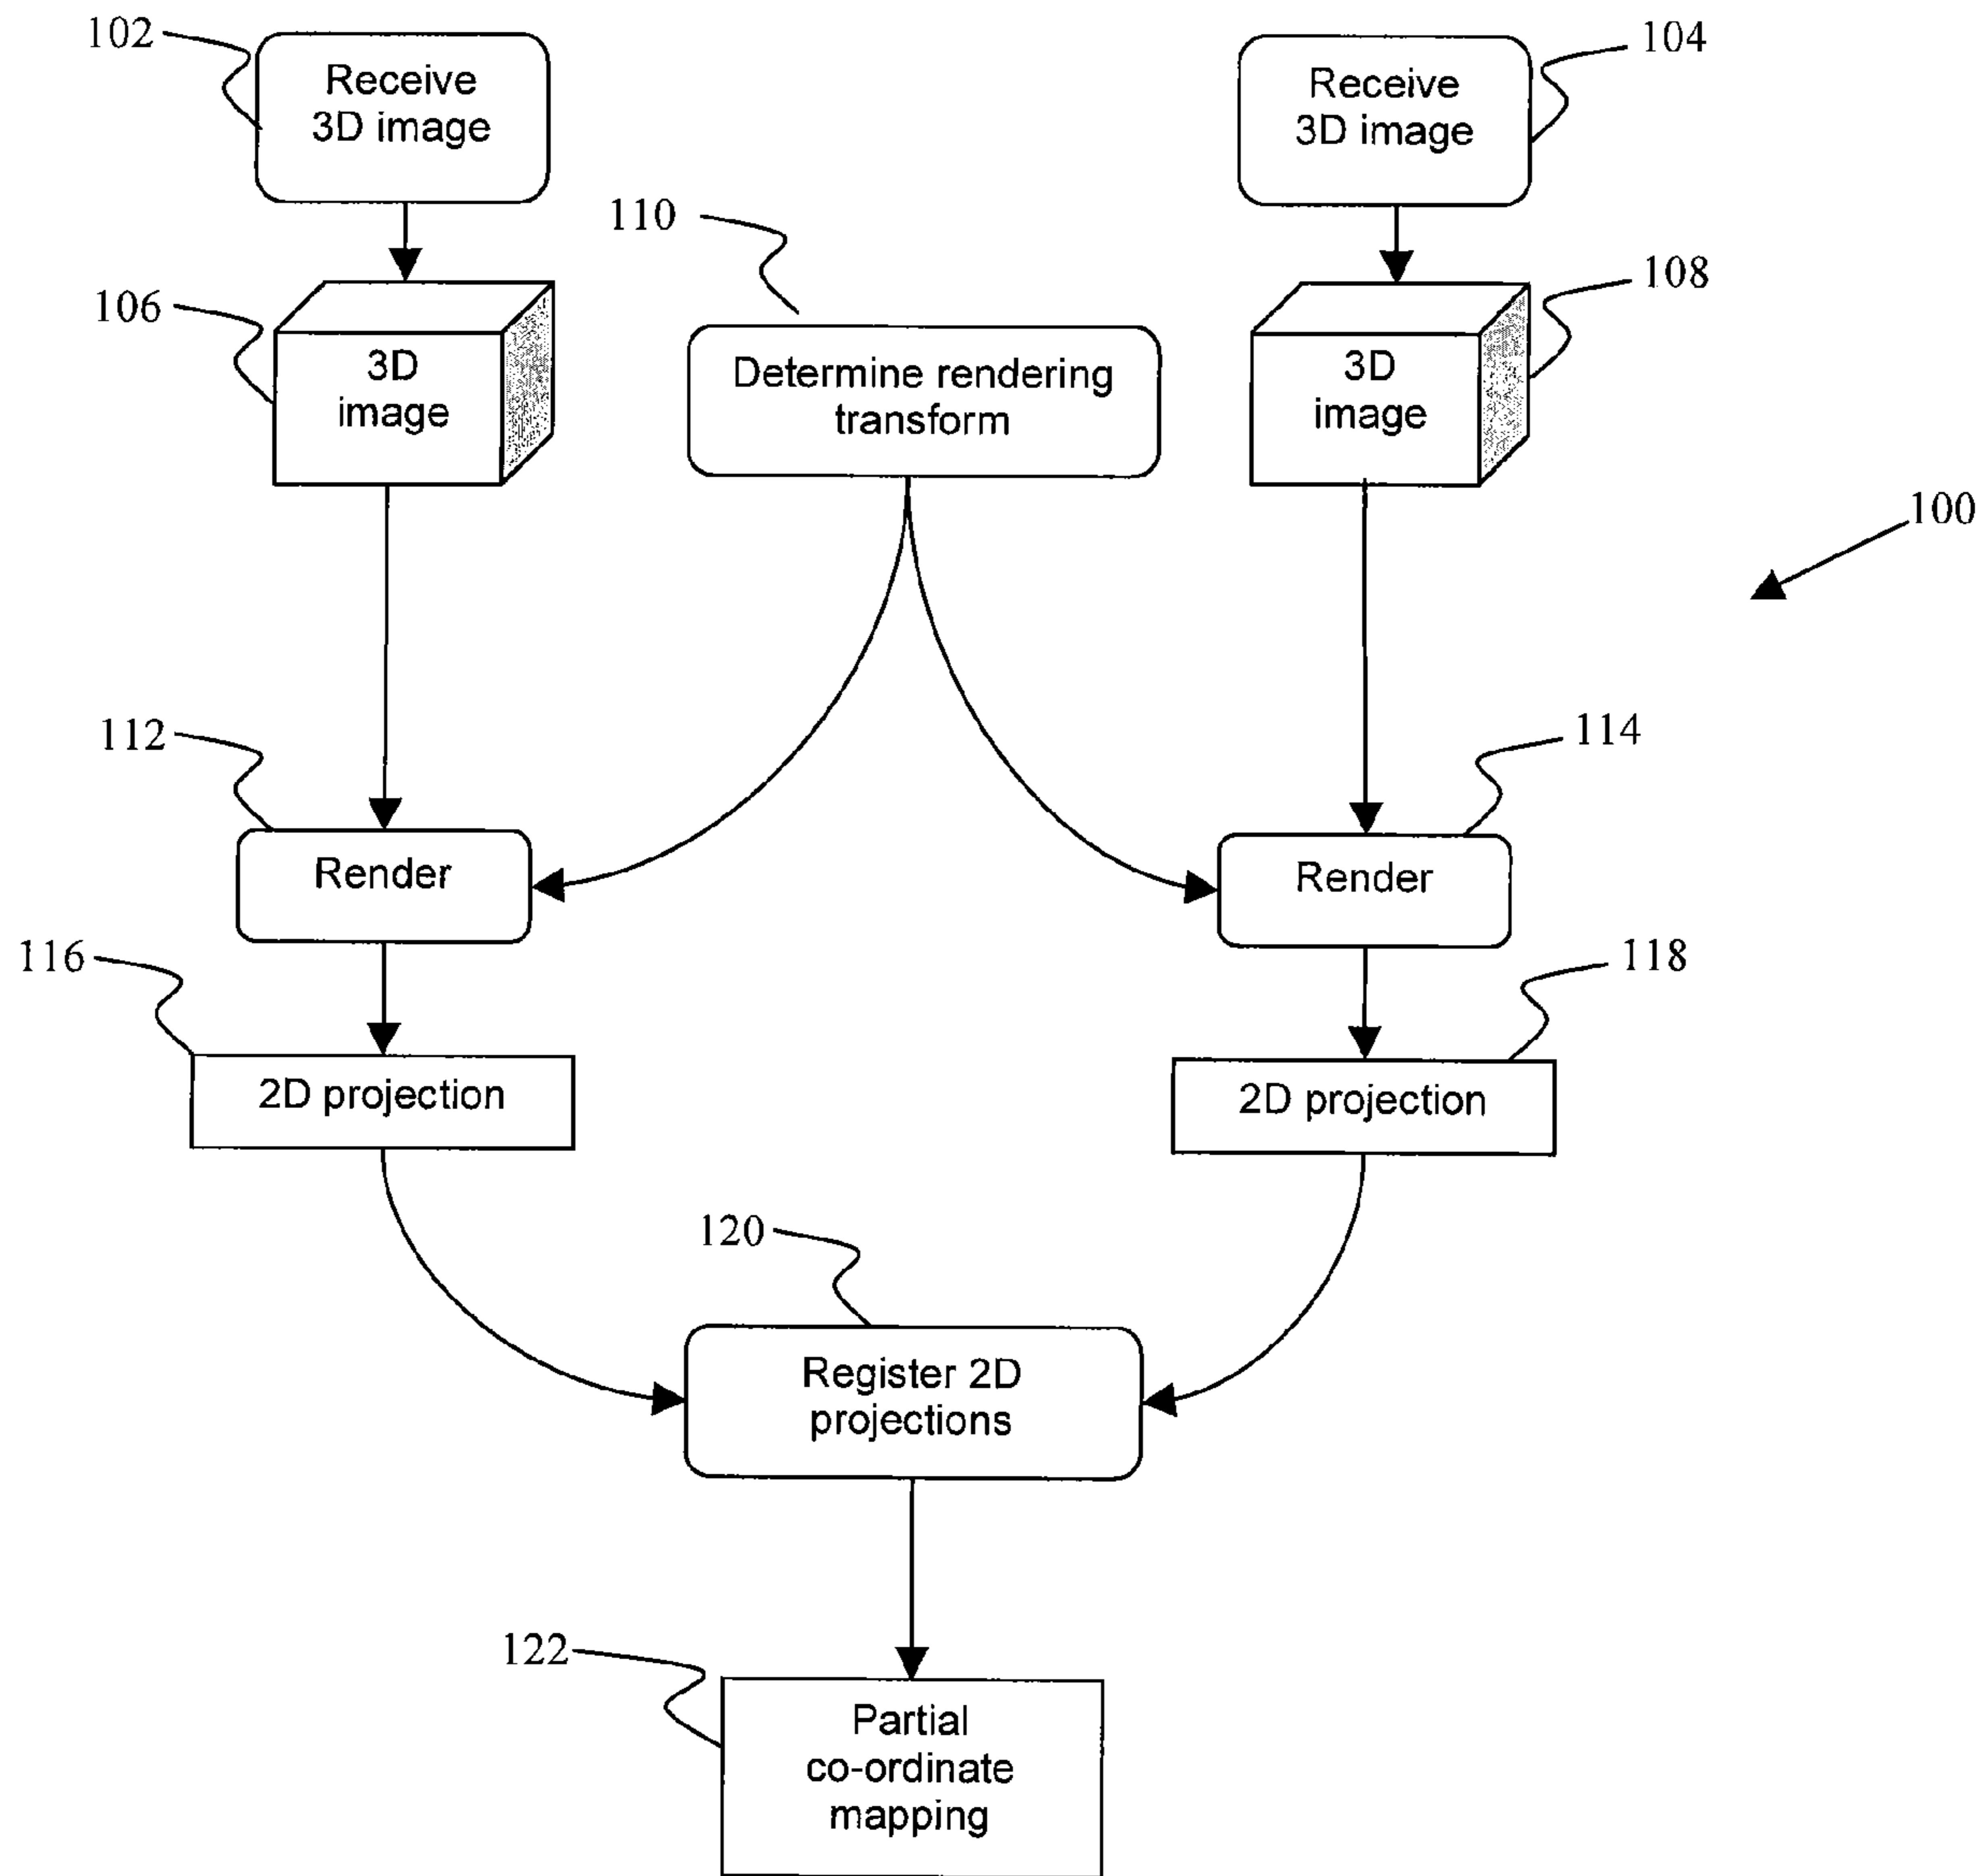 102
Receive
3D image
104
Receive
3D image
110
106
3D
image
108
3D
image
Determine rendering
transform
100
112
Render
114
Render
116
2D projection
118
2D projection
120
Register 2D
projections
122
Partial
co-ordinate
mapping